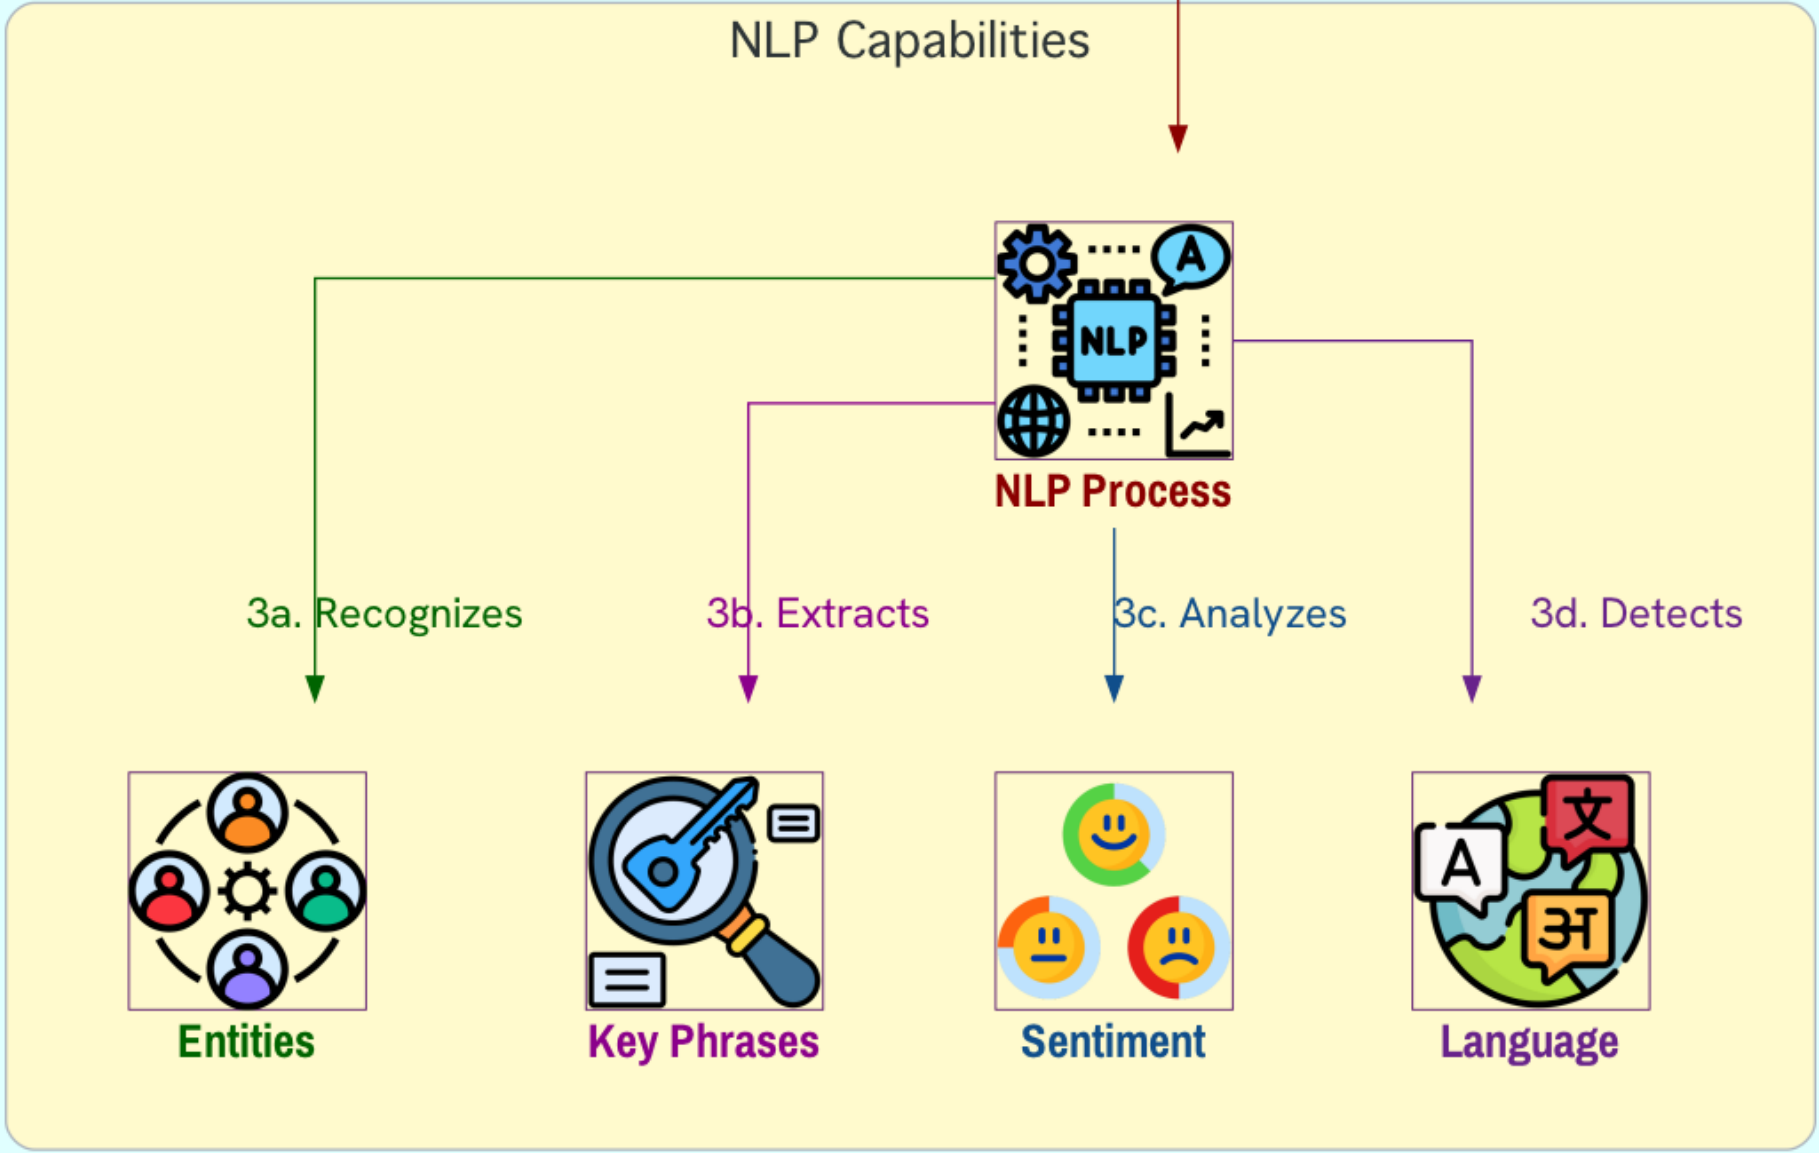 NLP Capabilities
A
NLP
NLP Process
3a. Recognizes
3b. Extracts
3c. Analyzes
3d. Detects
文
A
अ
Entities
Key Phrases
Sentiment
Language